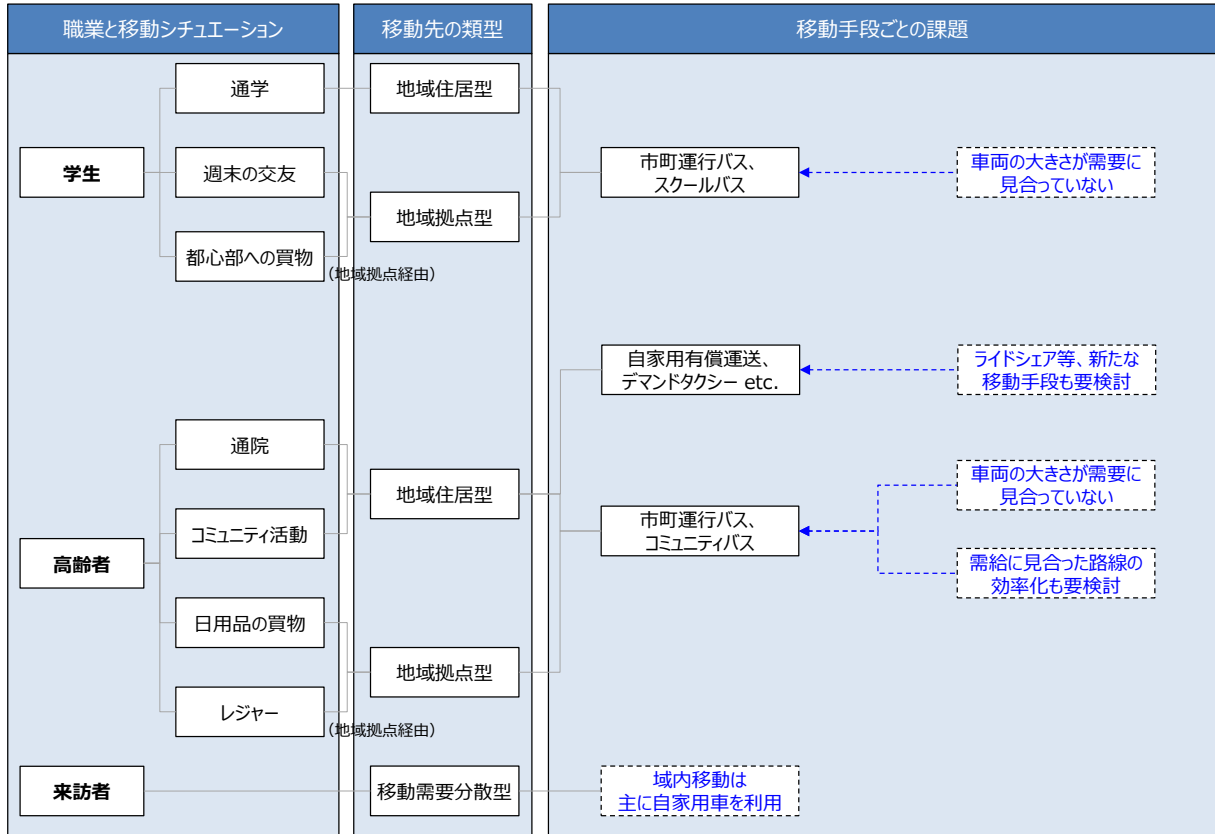 職業と移動シチュエーション
移動先の類型
移動手段ごとの課題
通学
地域住居型
学生
週末の交友
市町運行バス、
スクールバス
車両の大きさが需要に
見合っていない
地域拠点型
都心部への買物
（地域拠点経由）
自家用有償運送、
デマンドタクシー etc.
ライドシェア等、新たな
移動手段も要検討
通院
地域住居型
車両の大きさが需要に
見合っていない
コミュニティ活動
市町運行バス、
コミュニティバス
高齢者
需給に見合った路線の
効率化も要検討
日用品の買物
地域拠点型
レジャー
（地域拠点経由）
来訪者
移動需要分散型
域内移動は
主に自家用車を利用